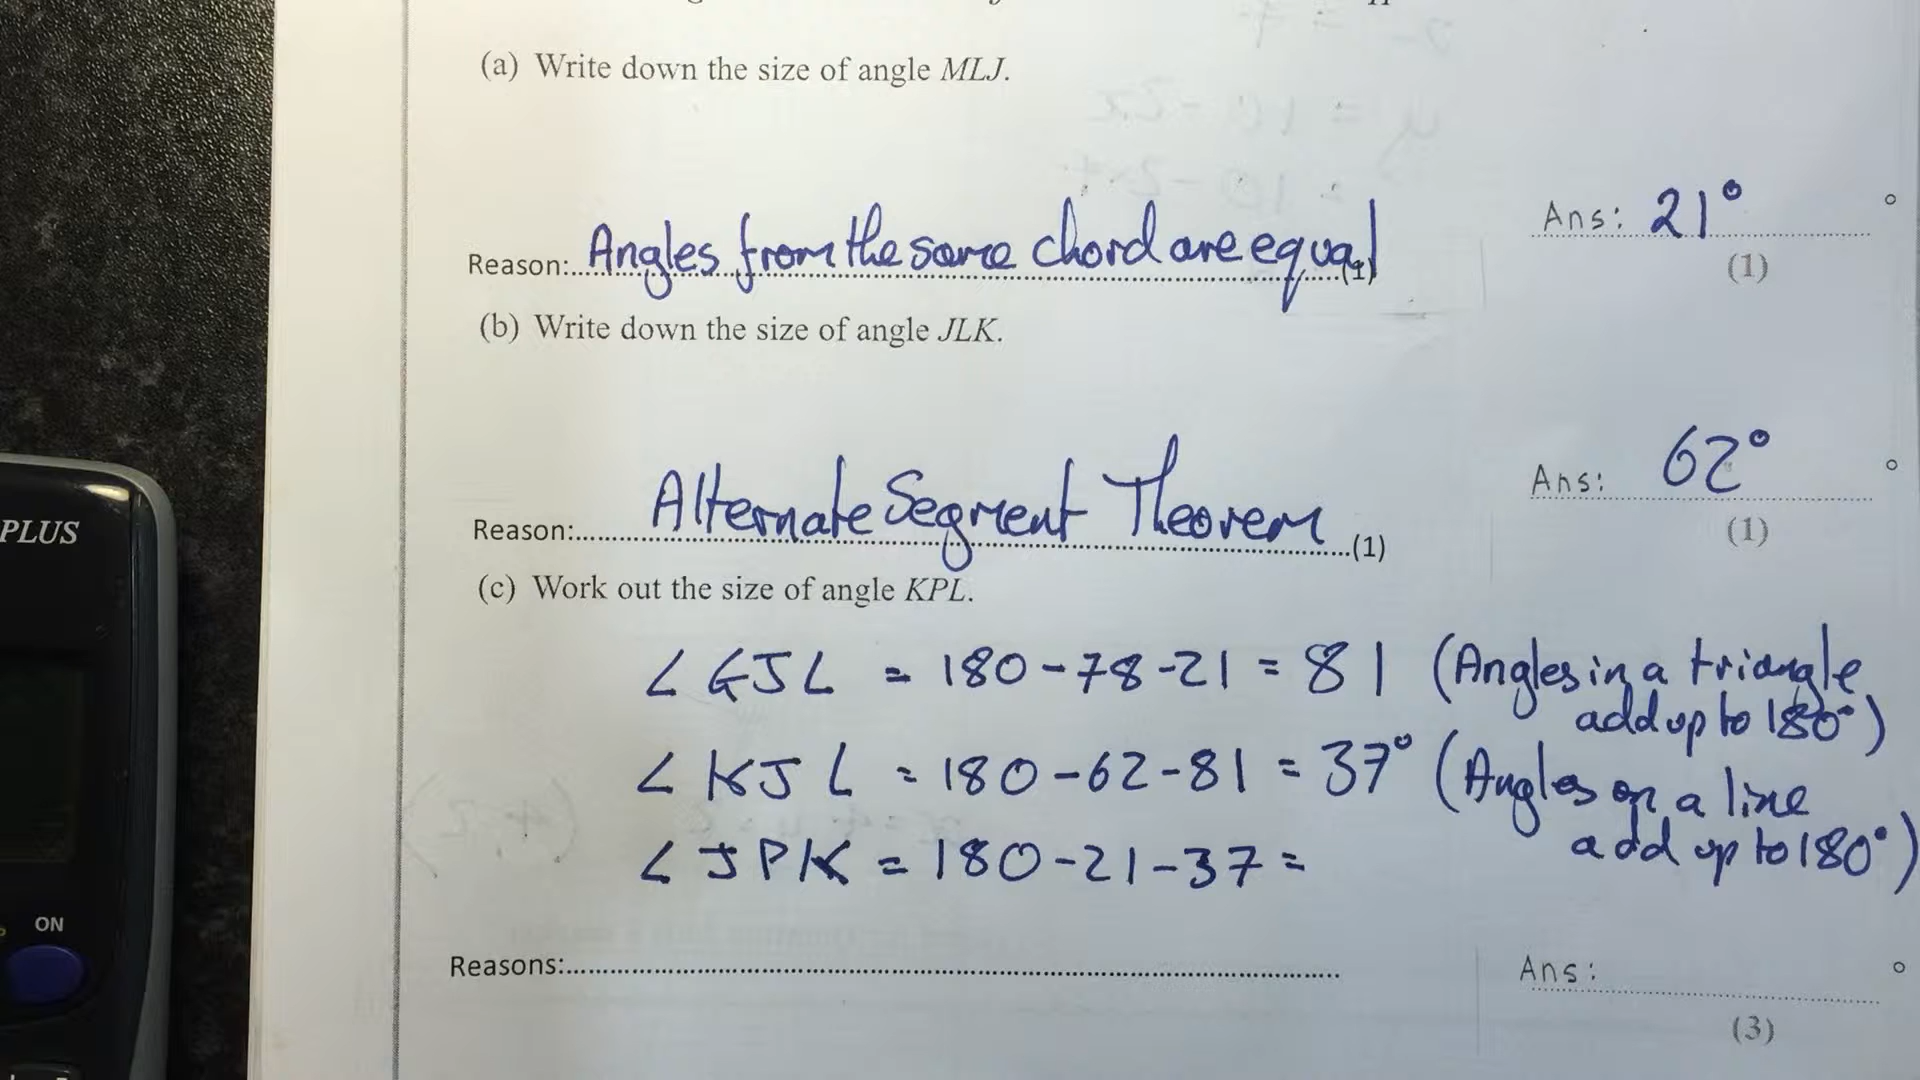 (a) Write down the size of angle MLJ.
Ans: 21° °
Reason:..Angles from the same chord are equal (1)
(1)
(b) Write down the size of angle JLK.
Ans: 62° °
Reason:......Alternate Segment Theorem...(1)
(1)
(c) Work out the size of angle KPL.
∠GJL = 180-78-21 = 81 (Angles in a triangle
add up to 180°)
∠KJL = 180-62-81 = 37° (Angles on a line
add up to 180°)
∠JPK = 180-21-37=
Reasons:................................................
Ans: °
(3)
PLUS
ON